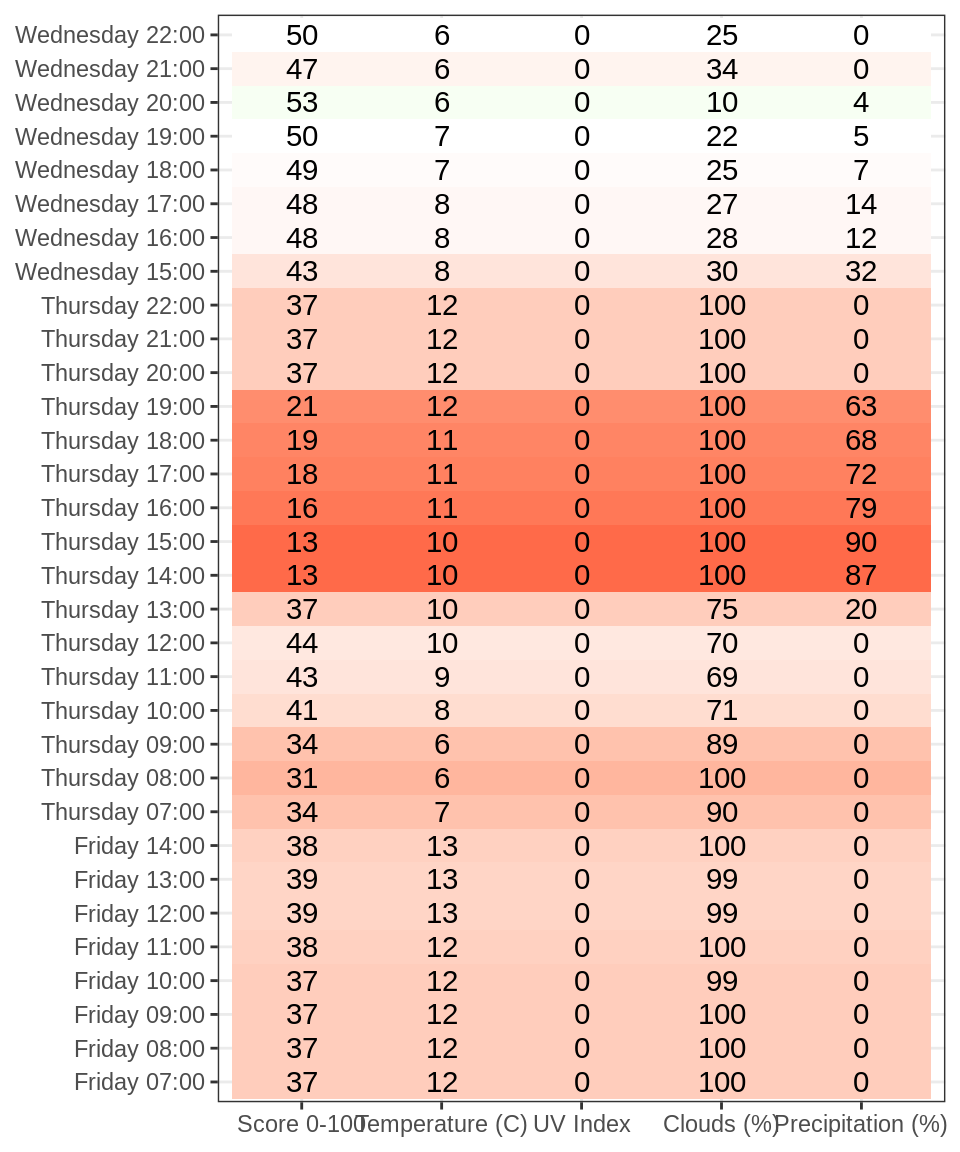 Wednesday 22:00 50 6 0 25 0
Wednesday 21:00 47 6 0 34 0
Wednesday 20:00 53 6 0 10 4
Wednesday 19:00 50 7 0 22 5
Wednesday 18:00 49 7 0 25 7
Wednesday 17:00 48 8 0 27 14
Wednesday 16:00 48 8 0 28 12
Wednesday 15:00 43 8 0 30 32
Thursday 22:00 37 12 0 100 0
Thursday 21:00 37 12 0 100 0
Thursday 20:00 37 12 0 100 0
Thursday 19:00 21 12 0 100 63
Thursday 18:00 19 11 0 100 68
Thursday 17:00 18 11 0 100 72
Thursday 16:00 16 11 0 100 79
Thursday 15:00 13 10 0 100 90
Thursday 14:00 13 10 0 100 87
Thursday 13:00 37 10 0 75 20
Thursday 12:00 44 10 0 70 0
Thursday 11:00 43 9 0 69 0
Thursday 10:00 41 8 0 71 0
Thursday 09:00 34 6 0 89 0
Thursday 08:00 31 6 0 100 0
Thursday 07:00 34 7 0 90 0
Friday 14:00 38 13 0 100 0
Friday 13:00 39 13 0 99 0
Friday 12:00 39 13 0 99 0
Friday 11:00 38 12 0 100 0
Friday 10:00 37 12 0 99 0
Friday 09:00 37 12 0 100 0
Friday 08:00 37 12 0 100 0
Friday 07:00 37 12 0 100 0
Score 0-100 Temperature (C) UV Index Clouds (%) Precipitation (%)